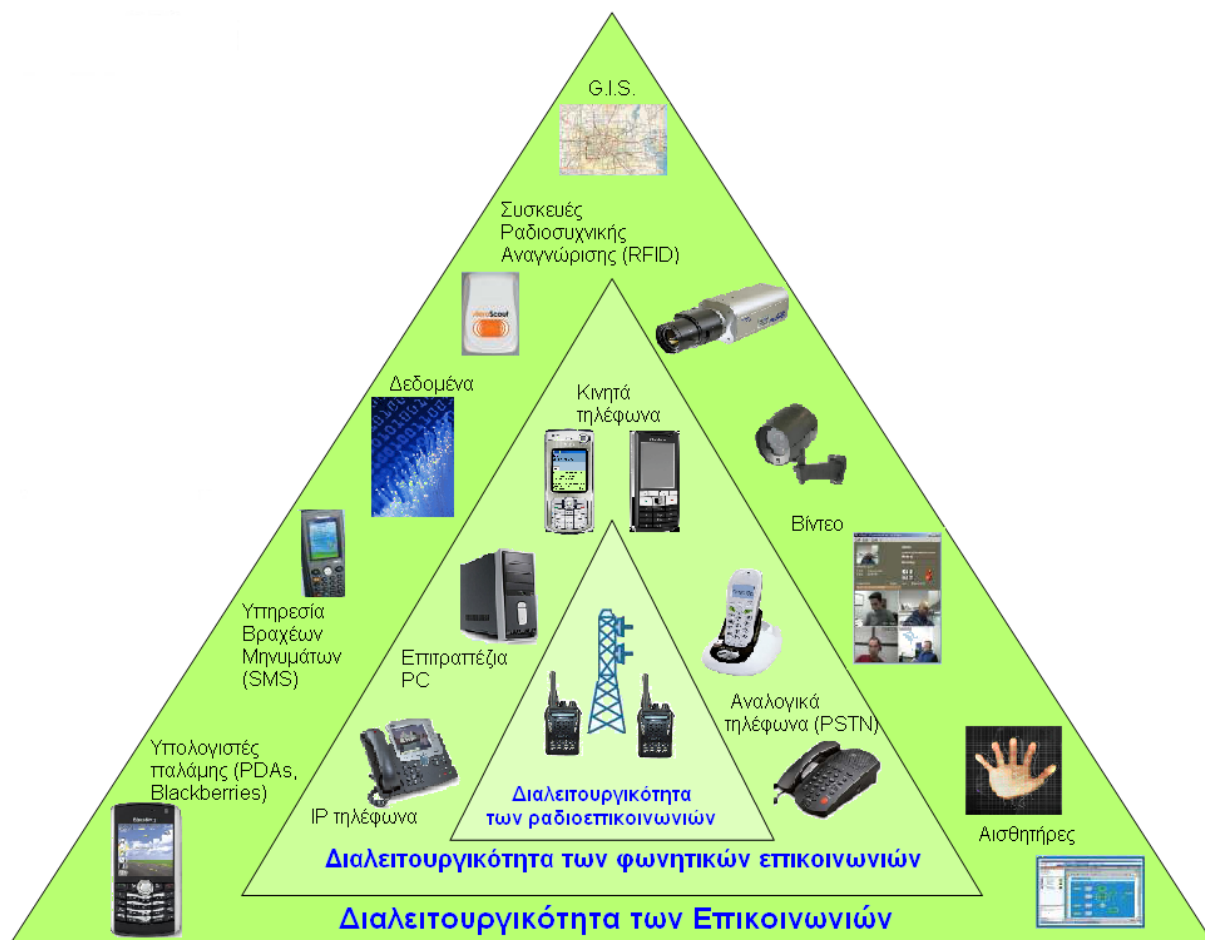 G.I.S.
Συσκευές
Ραδιοσυχνικής
Αναγνώρισης (RFID)
AeroScout
Δεδομένα
Κινητά
τηλέφωνα
Βίντεο
Υπηρεσία
Βραχέων
Μηνυμάτων
(SMS)
Επιτραπέζια
PC
Αναλογικά
τηλέφωνα (PSTN)
Υπολογιστές
παλάμης (PDAs,
Blackberries)
IP τηλέφωνα
Διαλειτουργικότητα
των ραδιοεπικοινωνιών
Αισθητήρες
Διαλειτουργικότητα των φωνητικών επικοινωνιών
Διαλειτουργικότητα των Επικοινωνιών